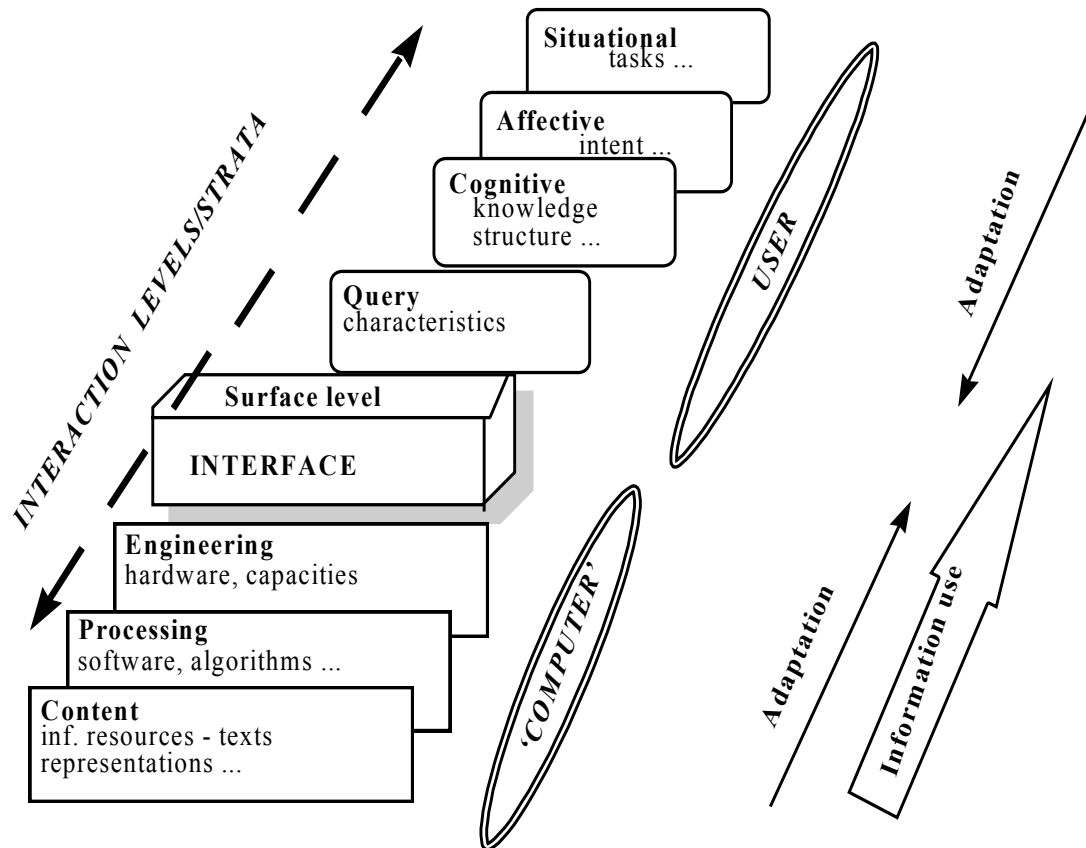 Situational
tasks ...
Affective
intent ...
Cognitive
knowledge
structure ...
Query
characteristics
Surface level
INTERFACE
Engineering
hardware, capacities
Processing
software, algorithms ...
Content
inf. resources - texts
representations ...
INTERACTION LEVELS/STRATA
USER
‘COMPUTER’
Adaptation
Adaptation
Information use